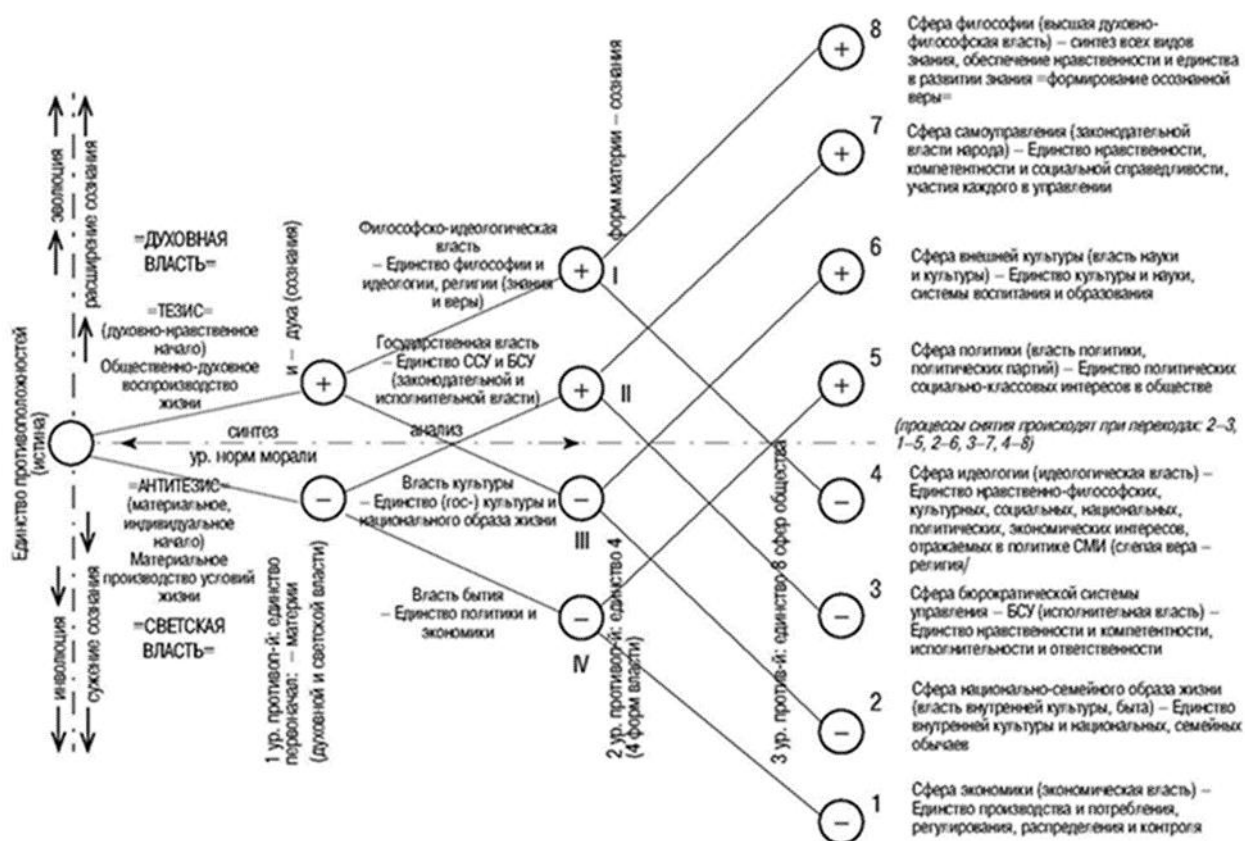 Единство противоположностей
(истина)
эволюция
расширение сознания
инволюция
сужение сознания
=ДУХОВНАЯ
ВЛАСТЬ=
=ТЕЗИС=
(духовно-нравственное
начало)
Общественно-духовное
воспроизводство
жизни
синтез
анализ
ур. норм морали
=АНТИТЕЗИС=
(материальное,
индивидуальное
начало)
Материальное
производство условий
жизни
=СВЕТСКАЯ
ВЛАСТЬ=
1 ур. противоп-й: единство
первоначал: – материи
и – духа (сознания)
(духовной и светской власти)
+
–
Философско-идеологическая
власть
– Единство философии и
идеологии, религии (знания
и веры)
+
I
Государственная власть
– Единство ССУ и БСУ
(законодательной и
исполнительной власти)
+
II
Власть культуры
– Единство (гос-) культуры и
национального образа жизни
–
III
Власть бытия
– Единство политики и
экономики
–
IV
2 ур. противор-й: единство 4
форм материи – сознания
(4 форм власти)
3 ур. против-й: единство 8 сфер общества
+
8
Сфера философии (высшая духовно-
философская власть) – синтез всех видов
знания, обеспечение нравственности и единства
в развитии знания =формирование осознанной
веры=
+
7
Сфера самоуправления (законодательной
власти народа) – Единство нравственности,
компетентности и социальной справедливости,
участия каждого в управлении
+
6
Сфера внешней культуры (власть науки
и культуры) – Единство культуры и науки,
системы воспитания и образования
+
5
Сфера политики (власть политики,
политических партий) – Единство политических
социально-классовых интересов в обществе
(процессы снятия происходят при переходах: 2–3,
1–5, 2–6, 3–7, 4–8)
–
4
Сфера идеологии (идеологическая власть) –
Единство нравственно-философских,
культурных, социальных, национальных,
политических, экономических интересов,
отражаемых в политике СМИ (слепая вера –
религия/
–
3
Сфера бюрократической системы
управления – БСУ (исполнительная власть) –
Единство нравственности и компетентности,
исполнительности и ответственности
–
2
Сфера национально-семейного образа жизни
(власть внутренней культуры, быта) – Единство
внутренней культуры и национальных, семейных
обычаев
–
1
Сфера экономики (экономическая власть) –
Единство производства и потребления,
регулирования, распределения и контроля